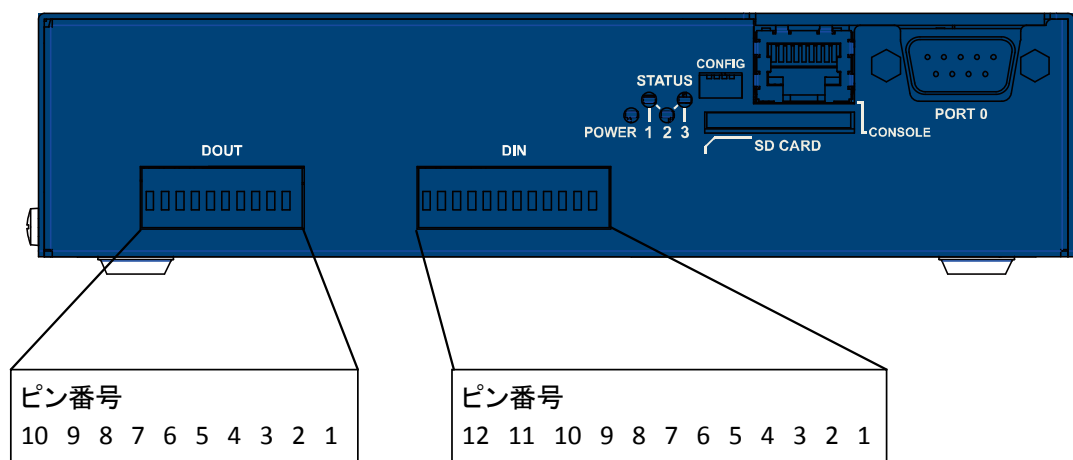 CONFIG
STATUS
POWER 1 2 3
SD CARD
CONSOLE
PORT 0
DOUT
DIN
ピン番号
10 9 8 7 6 5 4 3 2 1
ピン番号
12 11 10 9 8 7 6 5 4 3 2 1